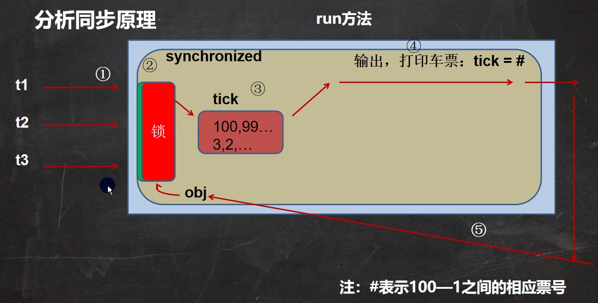 分析同步原理
run方法
synchronized
④
①
②
输出，打印车票：tick = #
t1
tick
③
100,99…
3,2,…
锁
t2
t3
obj
⑤
注：#表示100—1之间的相应票号